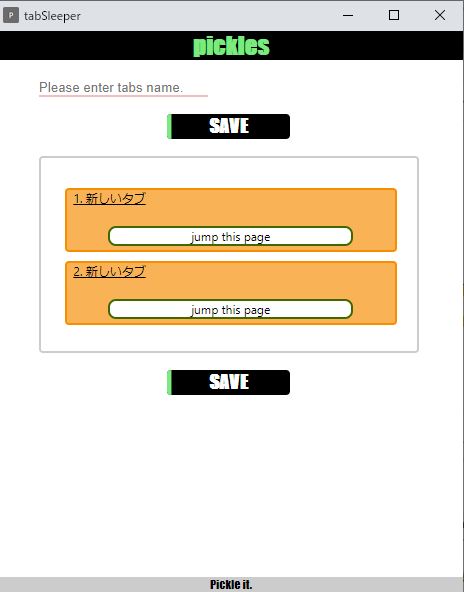 P tabSleeper
pickles
Please enter tabs name.
SAVE
1. 新しいタブ
jump this page
2. 新しいタブ
jump this page
SAVE
Pickle it.